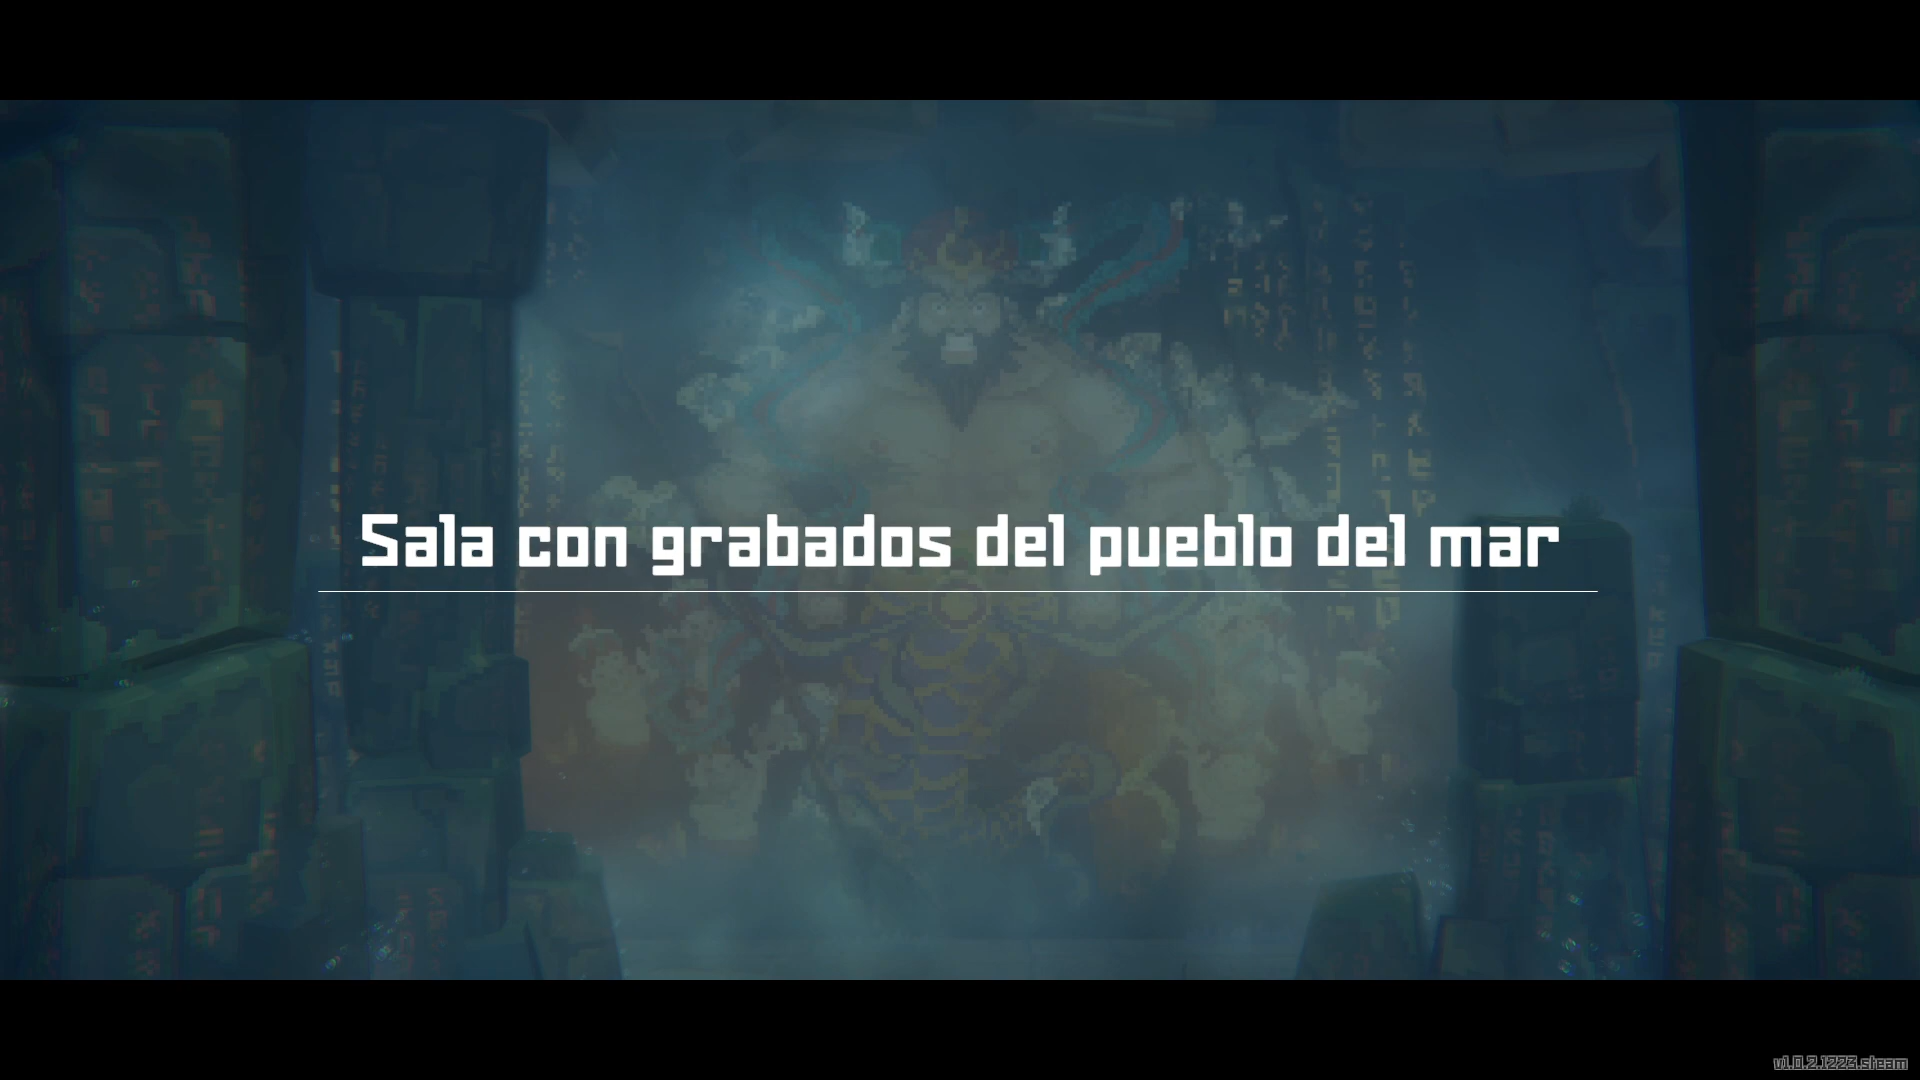 Sala con grabados del pueblo del mar
v1.0.2.1223.steam